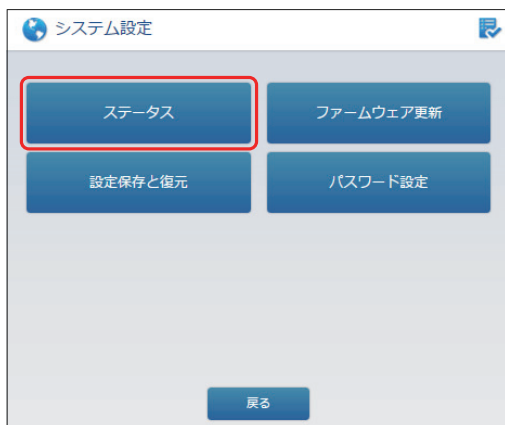 システム設定
ステータス
ファームウェア更新
設定保存と復元
パスワード設定
戻る